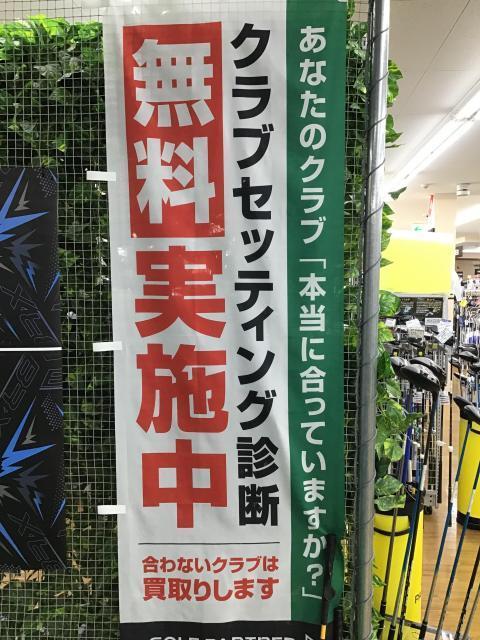 あなたのクラブ「本当に合っていますか？」
クラブセッティング診断
無料実施中
合わないクラブは
買取りします